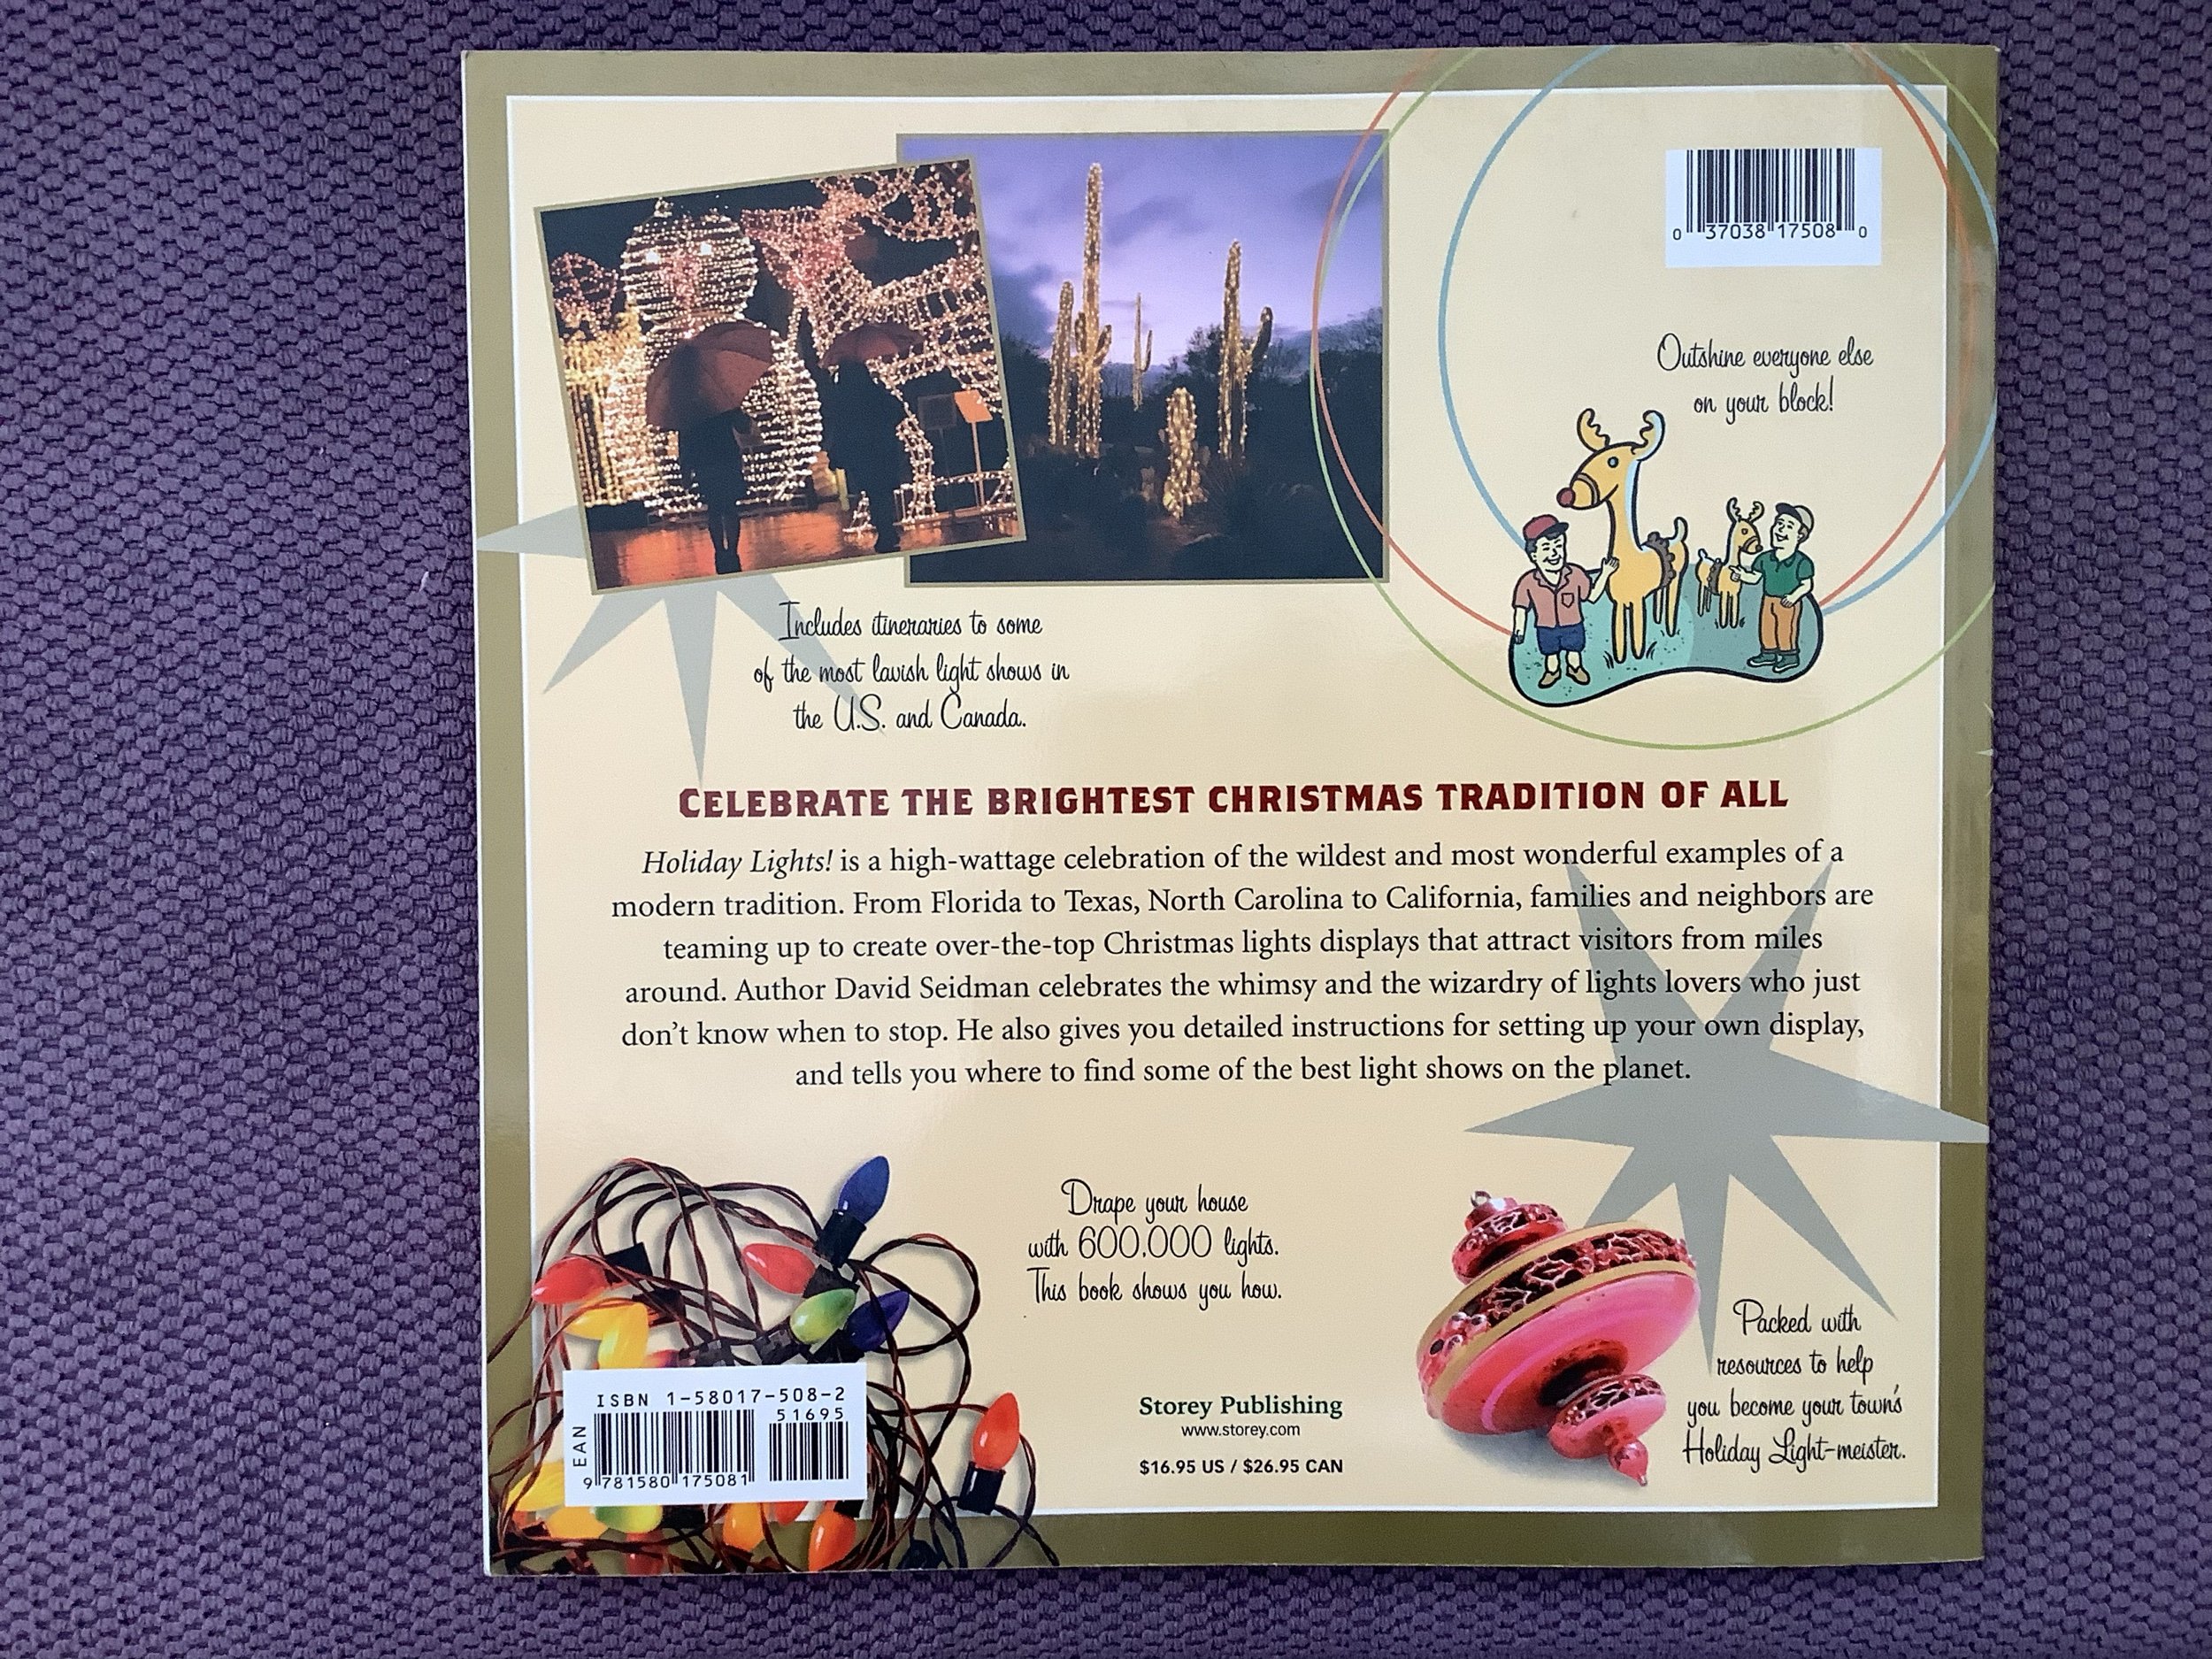 0 37038 17508 0
Outshine everyone else
on your block!
Includes itineraries to some
of the most lavish light shows in
the U.S. and Canada.
CELEBRATE THE BRIGHTEST CHRISTMAS TRADITION OF ALL
Holiday Lights! is a high-wattage celebration of the wildest and most wonderful examples of a
modern tradition. From Florida to Texas, North Carolina to California, families and neighbors are
teaming up to create over-the-top Christmas lights displays that attract visitors from miles
around. Author David Seidman celebrates the whimsy and the wizardry of lights lovers who just
don't know when to stop. He also gives you detailed instructions for setting up your own display,
and tells you where to find some of the best light shows on the planet.
Drape your house
with 600,000 lights.
This book shows you how.
Packed with
resources to help
you become your town's
Holiday Light-meister.
ISBN 1-58017-508-2
51695
EAN
9 781580 175081
Storey Publishing
www.storey.com
$16.95 US / $26.95 CAN